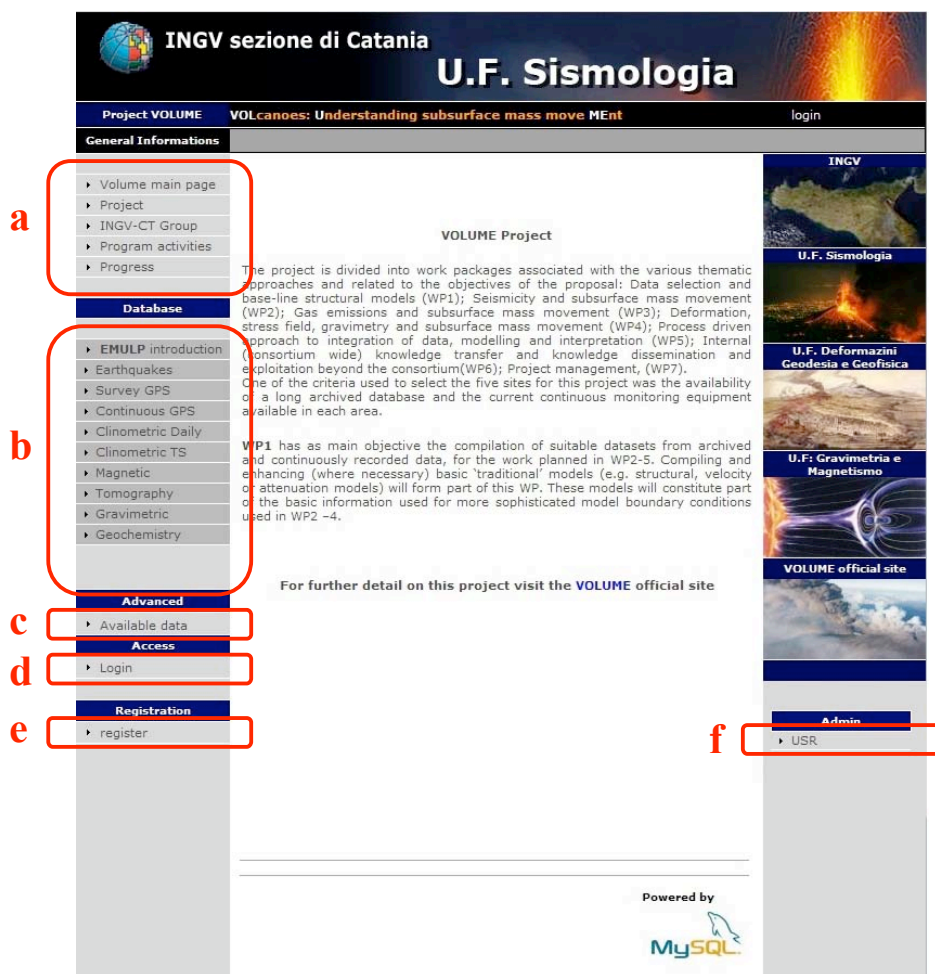 INGV sezione di Catania
U.F. Sismologia
Project VOLUME
VOLcanoes: Understanding subsurface mass move MEnt
login
General Informations
a
Volume main page
Project
INGV-CT Group
Program activities
Progress
Database
b
EMULP introduction
Earthquakes
Survey GPS
Continuous GPS
Clinometric Daily
Clinometric TS
Magnetic
Tomography
Gravimetric
Geochemistry
Advanced
c
Available data
Access
d
Login
Registration
e
register
VOLUME Project
The project is divided into work packages associated with the various thematic
approaches and related to the objectives of the proposal: Data selection and
base-line structural models (WP1); Seismicity and subsurface mass movement
(WP2); Gas emissions and subsurface mass movement (WP3); Deformation,
stress field, gravimetry and subsurface mass movement (WP4); Process driven
approach to integration of data, modelling and interpretation (WP5); Internal
(consortium wide) knowledge transfer and knowledge dissemination and
exploitation beyond the consortium(WP6); Project management, (WP7).
One of the criteria used to select the five sites for this project was the availability
of a long archived database and the current continuous monitoring equipment
available in each area.
WP1 has as main objective the compilation of suitable datasets from archived
and continuously recorded data, for the work planned in WP2-5. Compiling and
enhancing (where necessary) basic 'traditional' models (e.g. structural, velocity
or attenuation models) will form part of this WP. These models will constitute part
of the basic information used for more sophisticated model boundary conditions
used in WP2 –4.
For further detail on this project visit the VOLUME official site
INGV
U.F. Sismologia
U.F. Deformazini
Geodesia e Geofisica
U.F: Gravimetria e
Magnetismo
VOLUME official site
Admin
f
USR
Powered by
MySQL